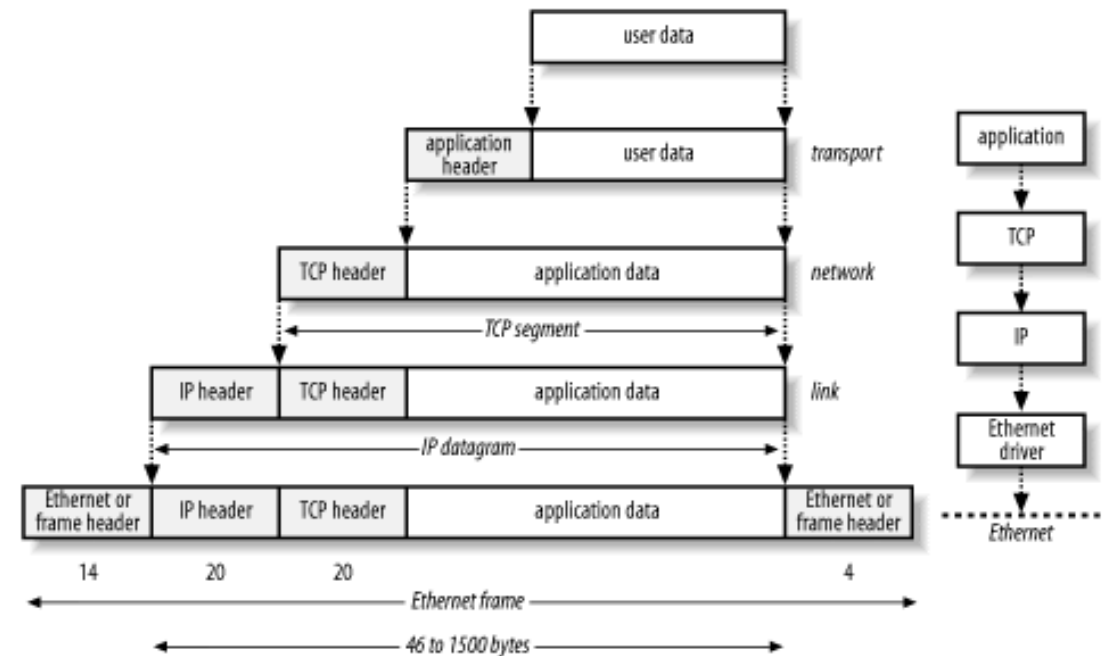 user data
application
header
user data
transport
application
TCP header
application data
network
TCP
TCP segment
IP
IP header
TCP header
application data
link
IP datagram
Ethernet
driver
Ethernet or
frame header
IP header
TCP header
application data
Ethernet or
frame header
Ethernet
14
20
20
4
Ethernet frame
46 to 1500 bytes